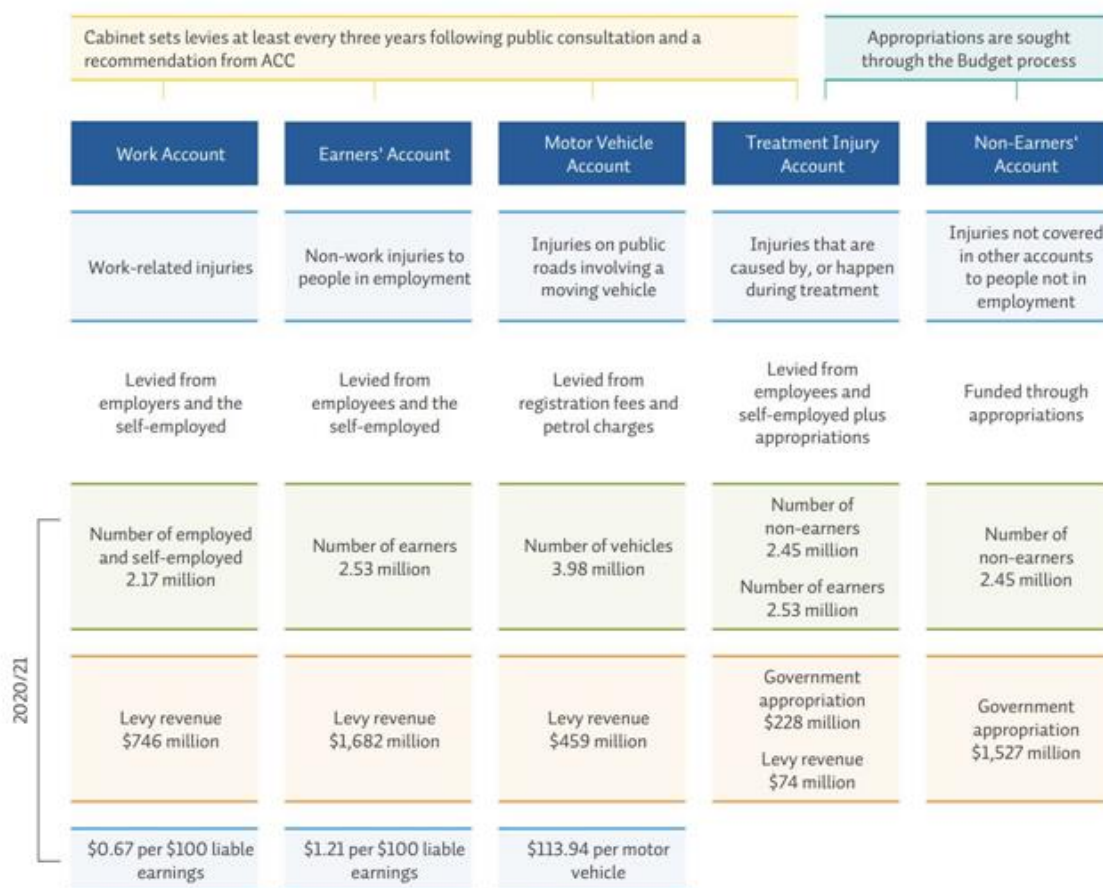 Cabinet sets levies at least every three years following public consultation and a
recommendation from ACC
Appropriations are sought
through the Budget process
Work Account
Earners' Account
Motor Vehicle
Account
Treatment Injury
Account
Non-Earners'
Account
Work-related injuries
Non-work injuries to
people in employment
Injuries on public
roads involving a
moving vehicle
Injuries that are
caused by, or happen
during treatment
Injuries not covered
in other accounts
to people not in
employment
Levied from
employers and the
self-employed
Levied from
employees and the
self-employed
Levied from
registration fees and
petrol charges
Levied from
employees and
self-employed plus
appropriations
Funded through
appropriations
2020/21
Number of employed
and self-employed
2.17 million
Number of earners
2.53 million
Number of vehicles
3.98 million
Number of
non-earners
2.45 million
Number of earners
2.53 million
Number of
non-earners
2.45 million
Levy revenue
$746 million
Levy revenue
$1,682 million
Levy revenue
$459 million
Government
appropriation
$228 million
Levy revenue
$74 million
Government
appropriation
$1,527 million
$0.67 per $100 liable
earnings
$1.21 per $100 liable
earnings
$113.94 per motor
vehicle